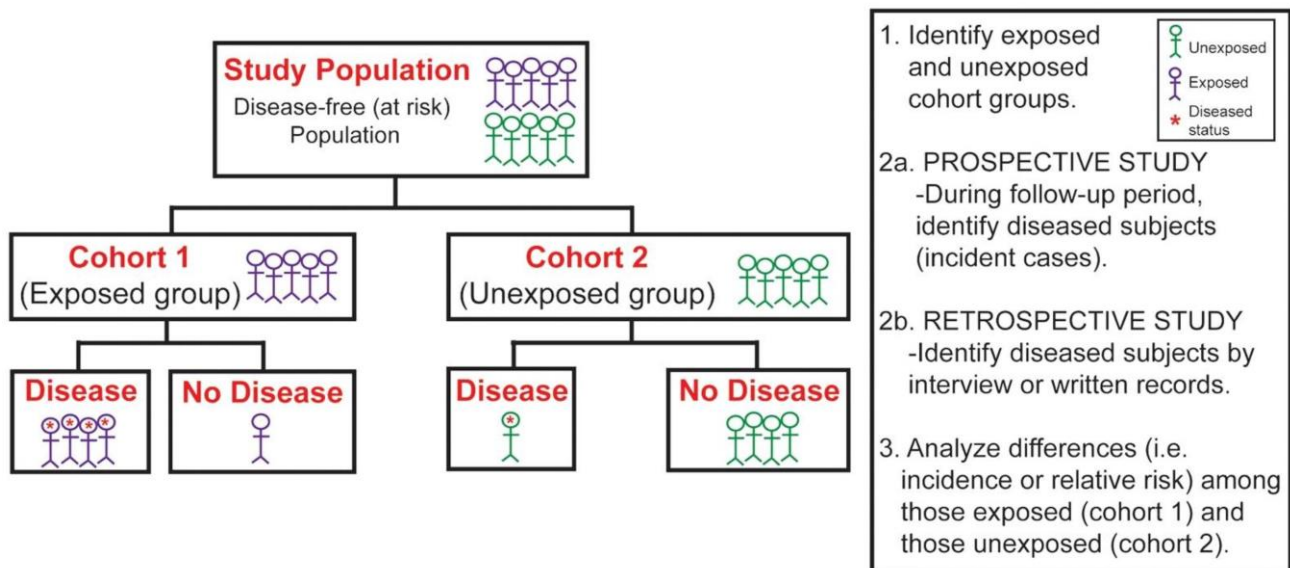 Study Population
Disease-free (at risk)
Population
Cohort 1
(Exposed group)
Cohort 2
(Unexposed group)
Disease
No Disease
Disease
No Disease
1. Identify exposed
and unexposed
cohort groups.
Unexposed
Exposed
* Diseased
status
2a. PROSPECTIVE STUDY
-During follow-up period,
identify diseased subjects
(incident cases).
2b. RETROSPECTIVE STUDY
-Identify diseased subjects by
interview or written records.
3. Analyze differences (i.e.
incidence or relative risk) among
those exposed (cohort 1) and
those unexposed (cohort 2).